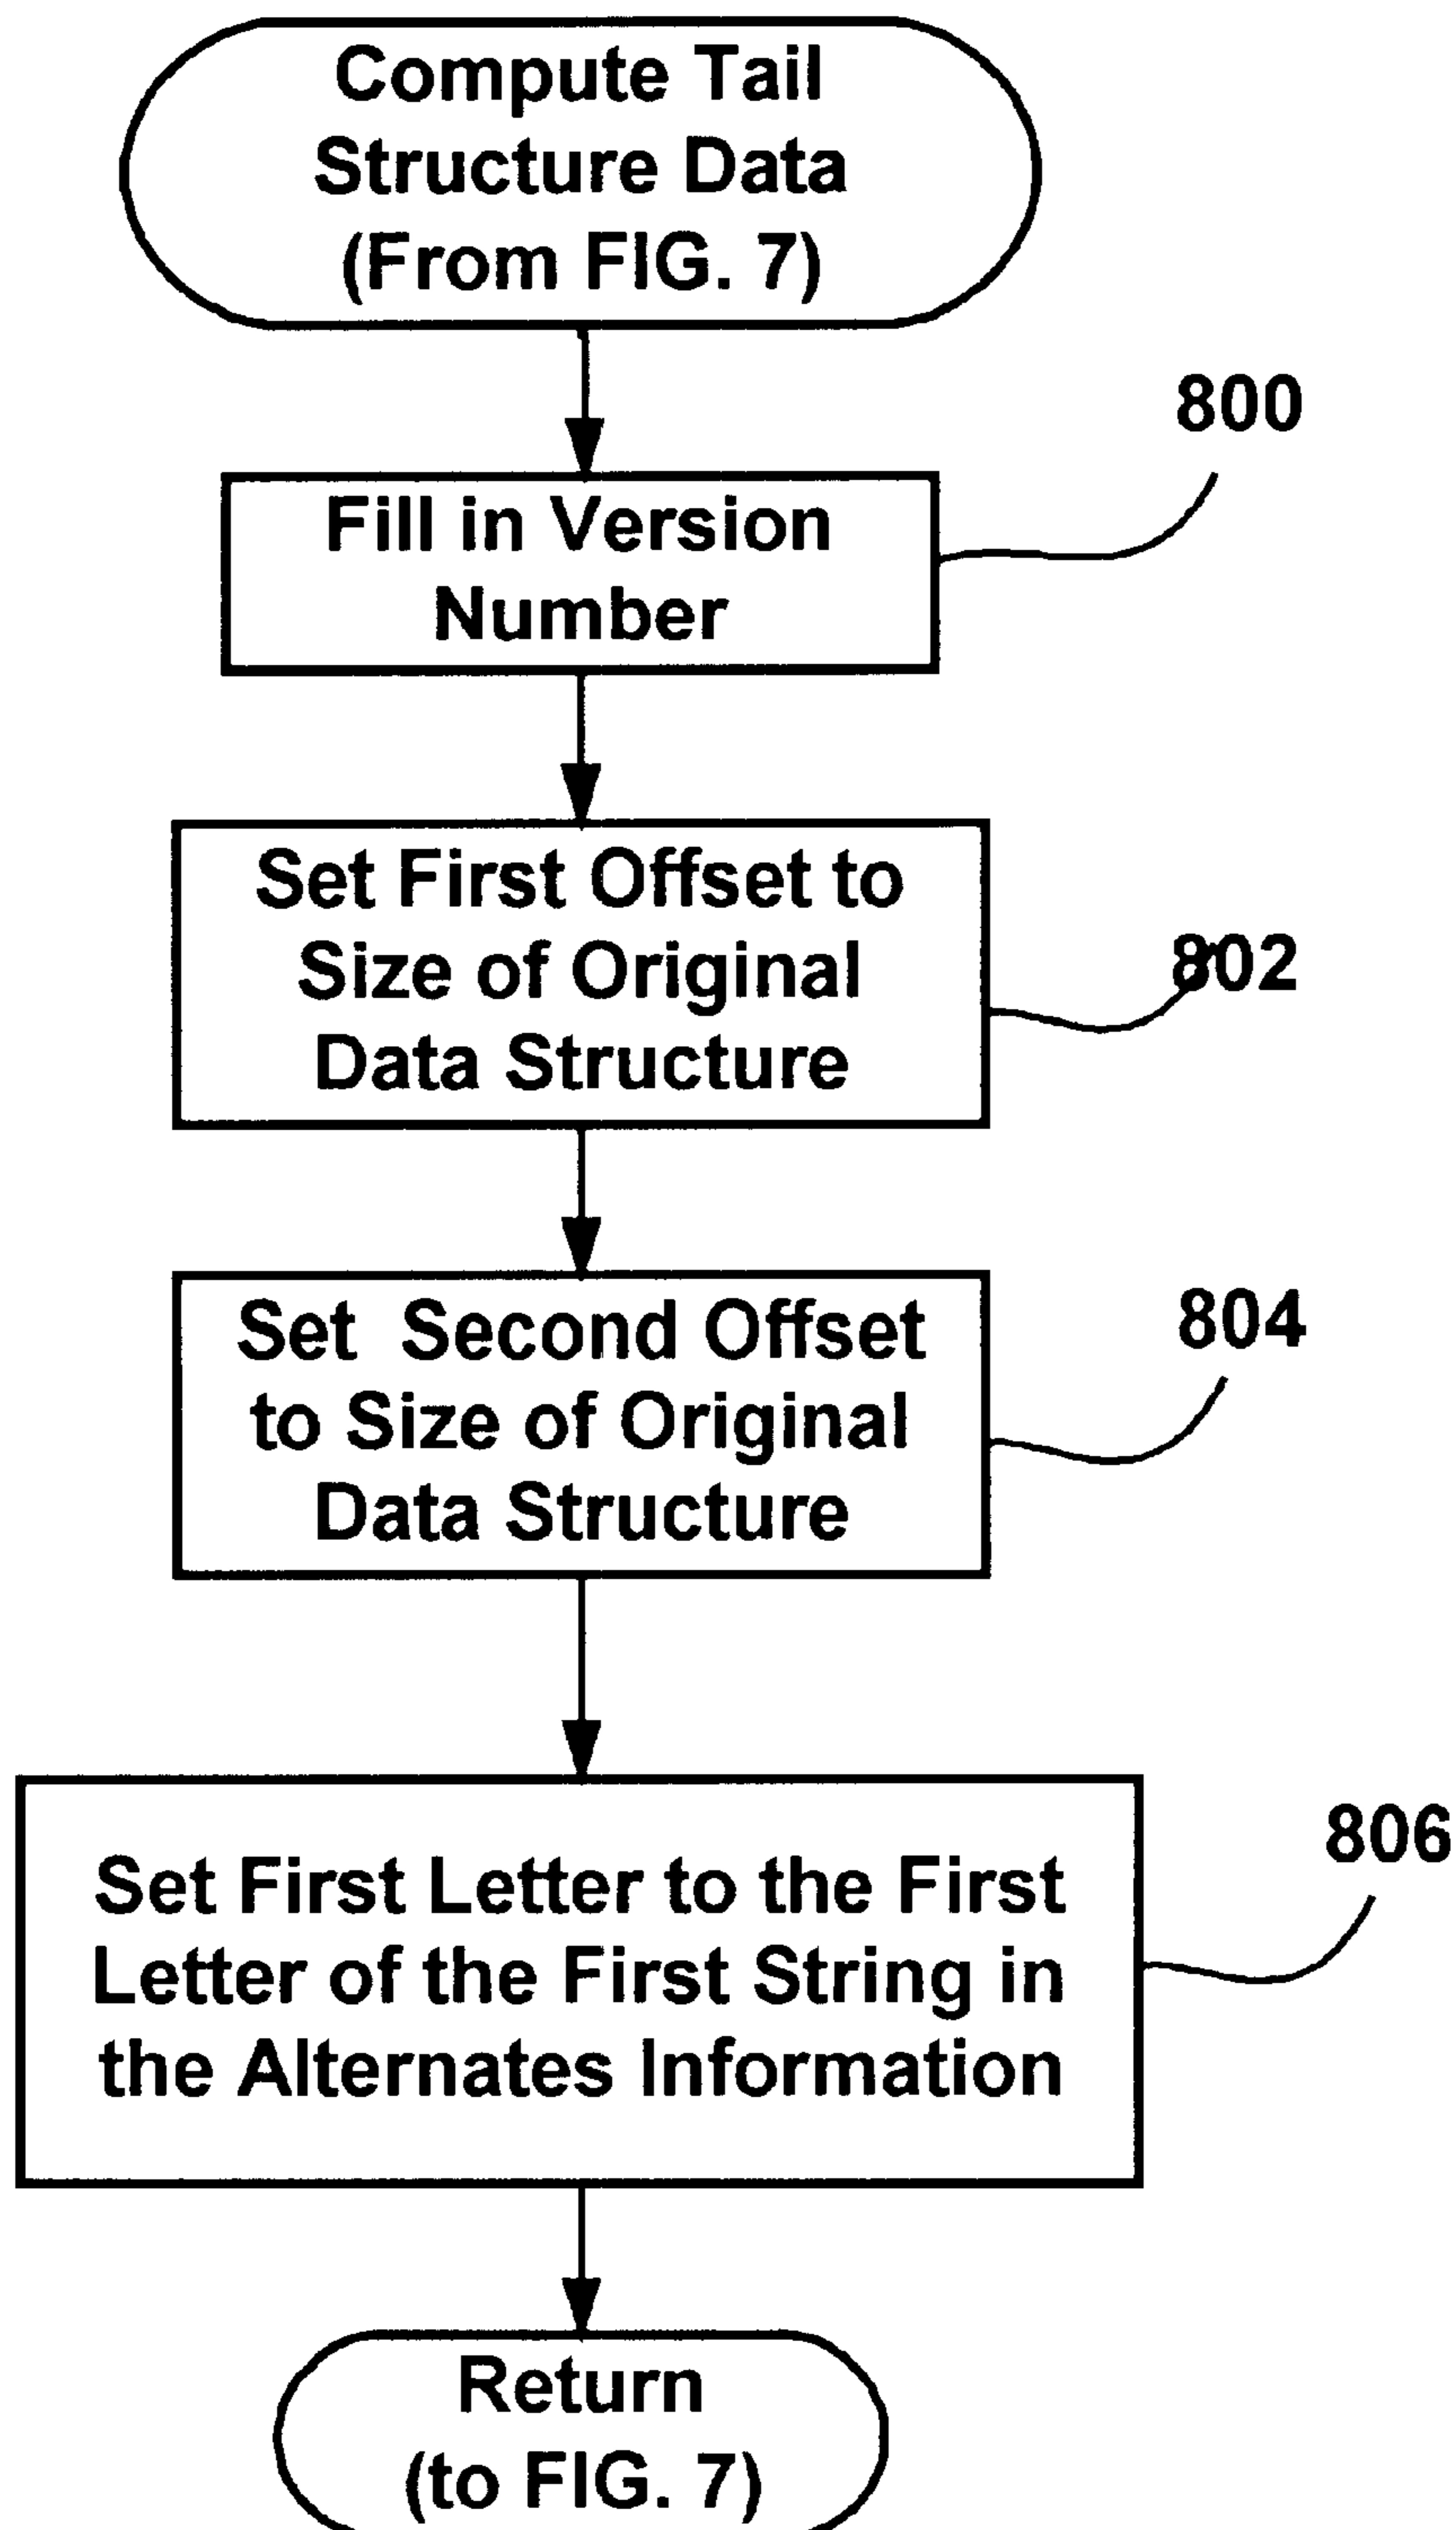 Compute Tail
Structure Data
(From FIG. 7)
800
Fill in Version
Number
Set First Offset to
Size of Original
Data Structure
802
Set Second Offset
to Size of Original
Data Structure
804
Set First Letter to the First
Letter of the First String in
the Alternates Information
806
Return
(to FIG. 7)